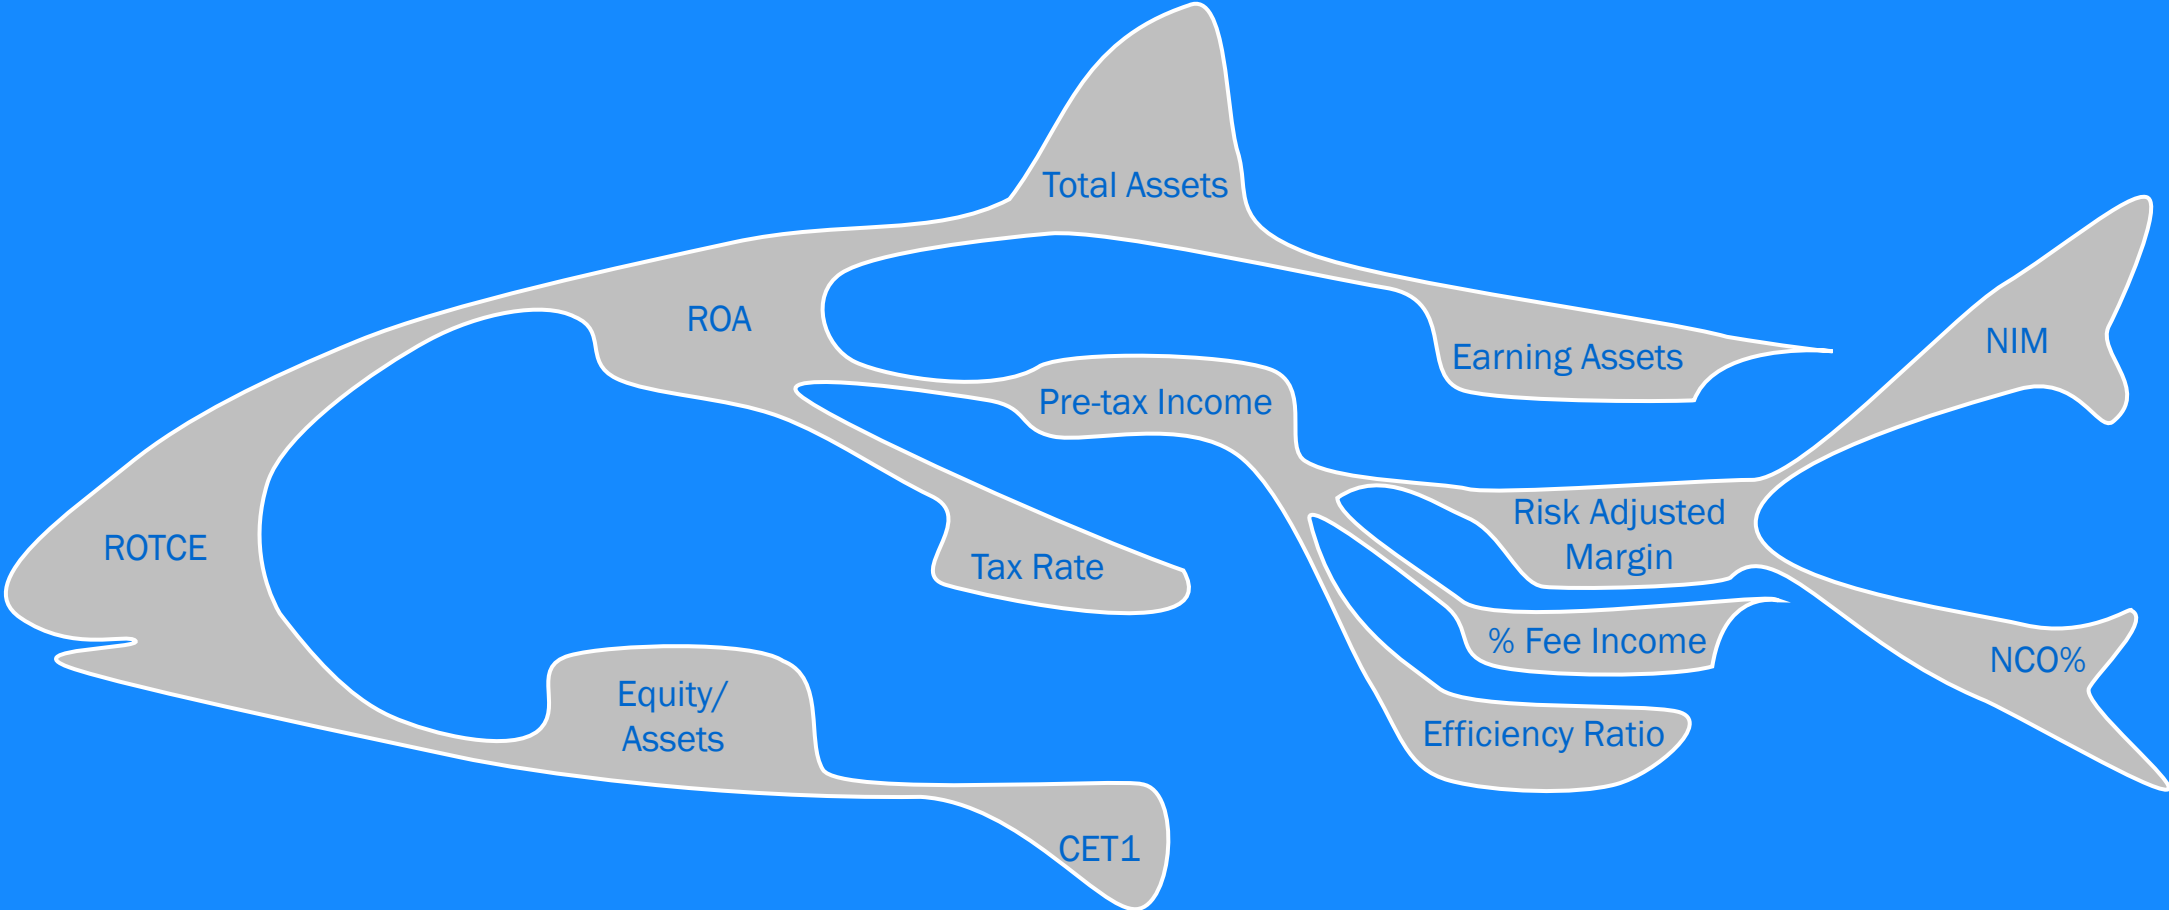 Total Assets
ROA
NIM
Earning Assets
Pre-tax Income
ROTCE
Risk Adjusted
Margin
Tax Rate
% Fee Income
NCO%
Equity/
Assets
Efficiency Ratio
CET1